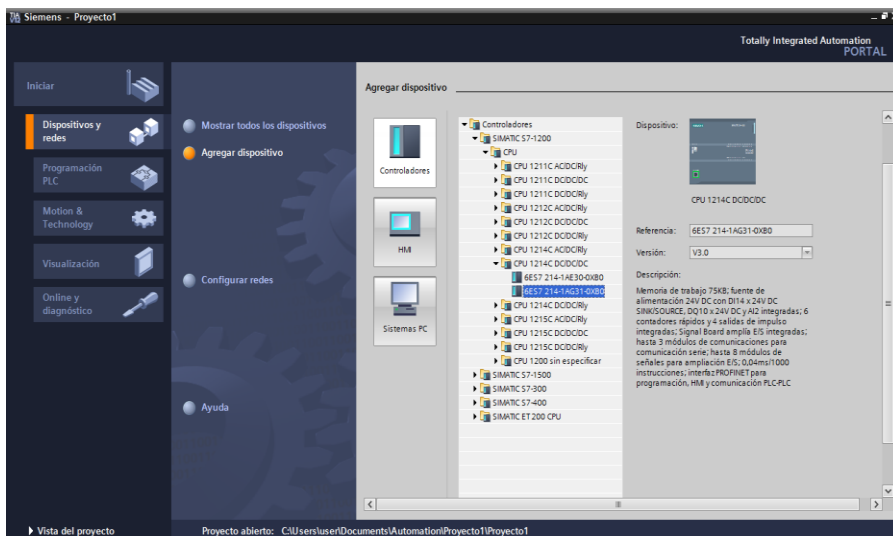 Siemens - Proyecto1
Totally Integrated Automation
PORTAL
Iniciar
Dispositivos y
redes
Programación
PLC
Motion &
Technology
Visualización
Online y
diagnóstico
Mostrar todos los dispositivos
Agregar dispositivo
Configurar redes
Ayuda
Agregar dispositivo
Controladores
HMI
Sistemas PC
Controladores
SIMATIC S7-1200
CPU
CPU 1211C AC/DC/Rly
CPU 1211C DC/DC/DC
CPU 1211C DC/DC/Rly
CPU 1212C AC/DC/Rly
CPU 1212C DC/DC/DC
CPU 1212C DC/DC/Rly
CPU 1214C AC/DC/Rly
CPU 1214C DC/DC/DC
6ES7 214-1AE30-0XB0
6ES7 214-1AG31-0XB0
CPU 1214C DC/DC/Rly
CPU 1215C AC/DC/Rly
CPU 1215C DC/DC/DC
CPU 1215C DC/DC/Rly
CPU 1200 sin especificar
SIMATIC S7-1500
SIMATIC S7-300
SIMATIC S7-400
SIMATIC ET 200 CPU
Dispositivo:
CPU 1214C DC/DC/DC
Referencia: 6ES7 214-1AG31-0XB0
Versión: V3.0
Descripción:
Memoria de trabajo 75KB; fuente de
alimentación 24V DC con DI14 x 24V DC
SINK/SOURCE, DQ10 x 24V DC y AI2 integradas; 6
contadores rápidos y 4 salidas de impulso
integradas; Signal Board amplía E/S integradas;
hasta 3 módulos de comunicaciones para
comunicación serie; hasta 8 módulos de
señales para ampliación E/S; 0,04ms/1000
instrucciones; interfaz PROFINET para
programación, HMI y comunicación PLC-PLC
Vista del proyecto
Proyecto abierto: C:\Users\user\Documents\Automation\Proyecto1\Proyecto1